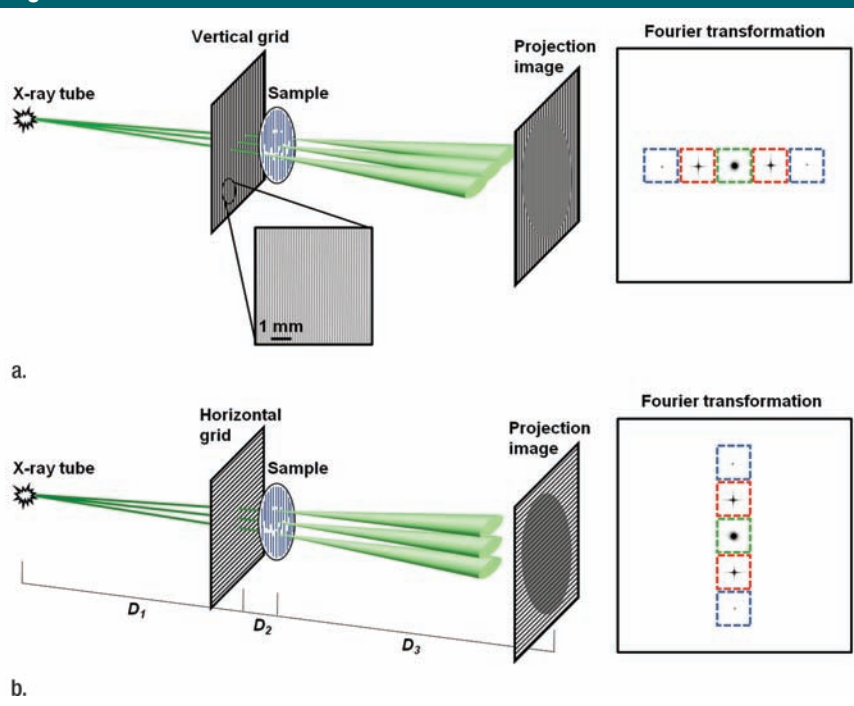 Vertical grid
Projection
image
Fourier transformation
X-ray tube
Sample
1 mm
a.
Horizontal
grid
Projection
image
Fourier transformation
X-ray tube
Sample
D1
D2
D3
b.